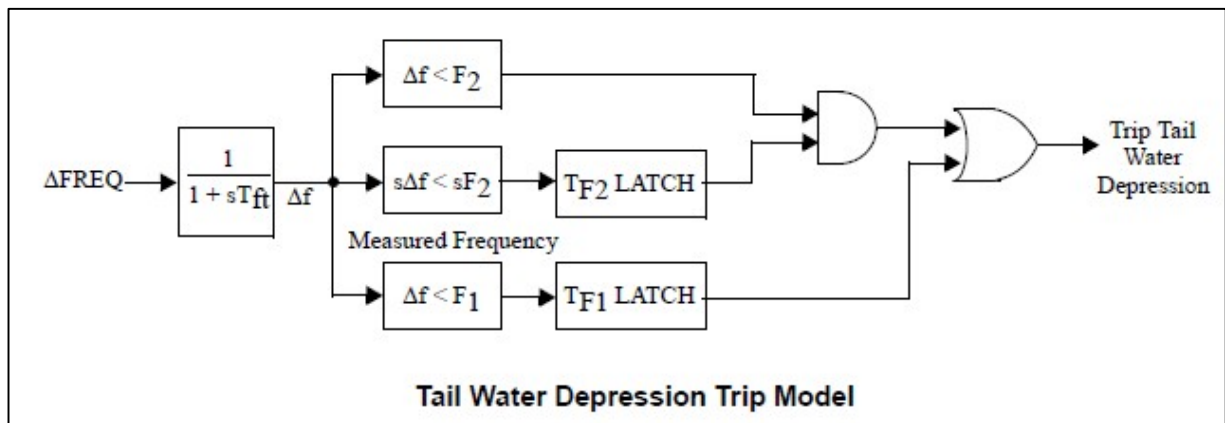 Δf < F2
ΔFREQ
1
1 + sTft
Δf
sΔf < sF2
TF2 LATCH
Trip Tail
Water
Depression
Measured Frequency
Δf < F1
TF1 LATCH
Tail Water Depression Trip Model